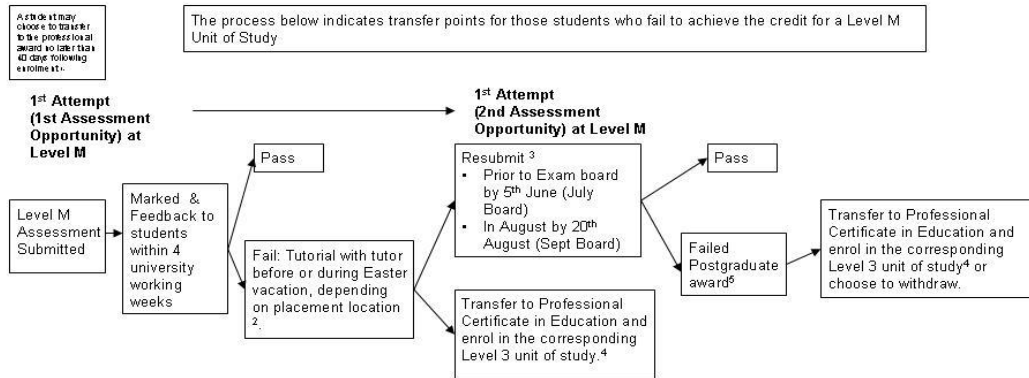 A student may
choose to transfer
to the professional
award no later than
40 days following
enrolment
The process below indicates transfer points for those students who fail to achieve the credit for a Level M
Unit of Study
1st Attempt
(1st Assessment
Opportunity) at
Level M
1st Attempt
(2nd Assessment
Opportunity) at Level M
Level M
Assessment
Submitted
Marked & 
Feedback to
students
within 4
university
working
weeks
Pass
Fail: Tutorial with tutor
before or during Easter
vacation, depending
on placement location
2.
Resubmit 3
▪ Prior to Exam board
by 5th June (July
Board)
▪ In August by 20th
August (Sept Board)
Transfer to Professional
Certificate in Education and
enrol in the corresponding
Level 3 unit of study.4
Pass
Failed
Postgraduate
award5
Transfer to Professional
Certificate in Education and
enrol in the corresponding
Level 3 unit of study4 or
choose to withdraw.